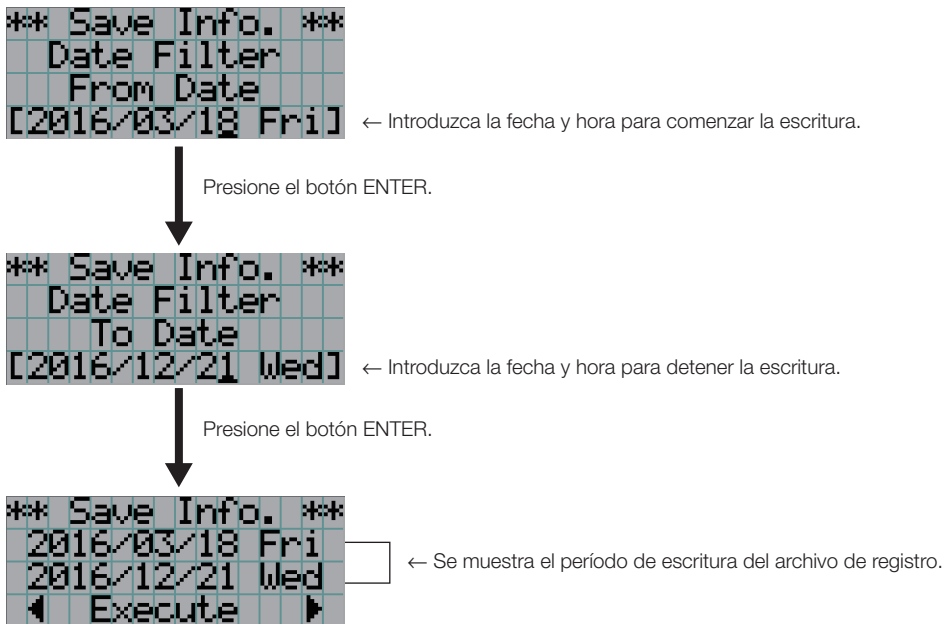 ** Save Info. **
Date Filter
From Date
[2016/03/18 Fri]
← Introduzca la fecha y hora para comenzar la escritura.
Presione el botón ENTER.
** Save Info. **
Date Filter
To Date
[2016/12/21 Wed]
← Introduzca la fecha y hora para detener la escritura.
Presione el botón ENTER.
** Save Info. **
2016/03/18 Fri
2016/12/21 Wed
← Se muestra el período de escritura del archivo de registro.
◀ Execute ▶